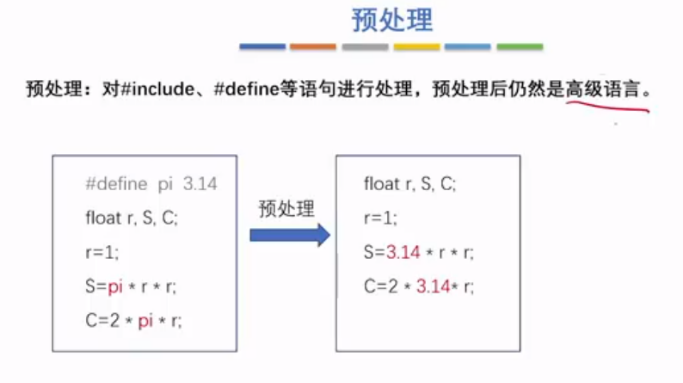 预处理
预处理：对#include、#define等语句进行处理，预处理后仍然是高级语言。
#define pi 3.14
float r, S, C;
r=1;
S=pi * r * r;
C=2 * pi * r;
预处理
float r, S, C;
r=1;
S=3.14 * r * r;
C=2 * 3.14* r;